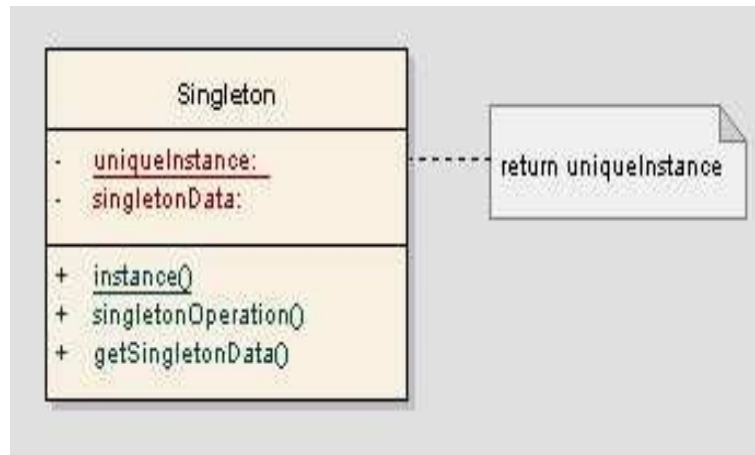 Singleton
- uniqueInstance:
- singletonData:
+ instance()
+ singletonOperation()
+ getSingletonData()
return uniqueInstance